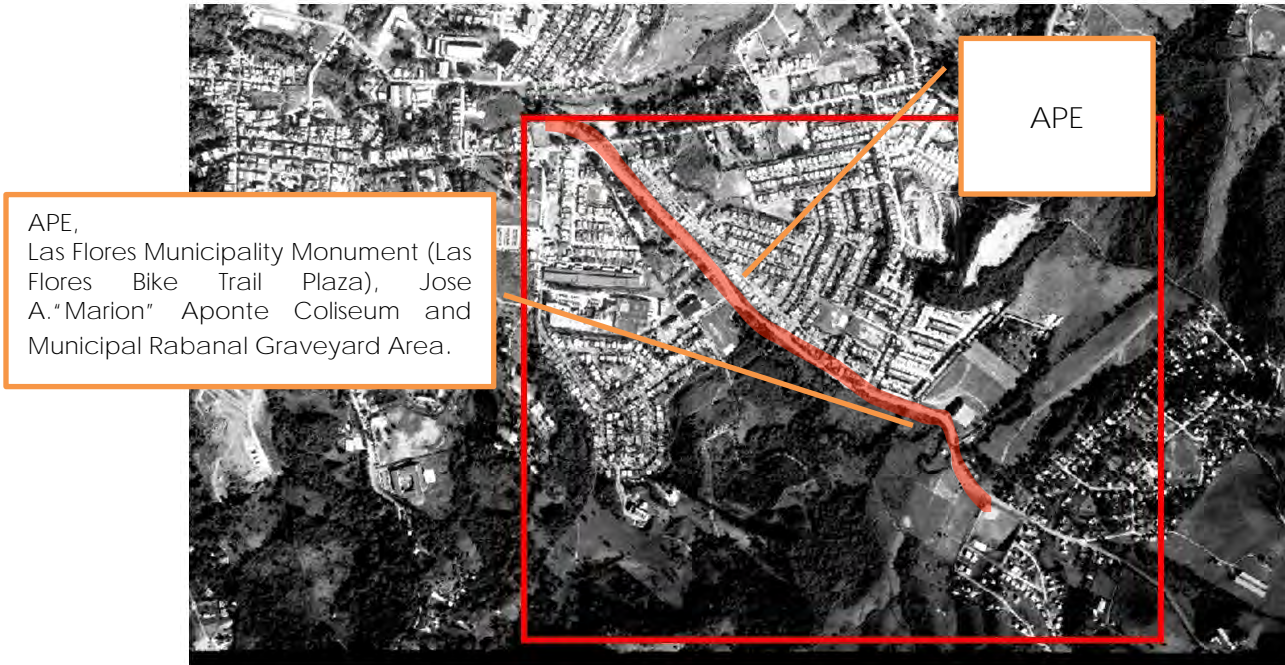 APE
APE,
Las Flores Municipality Monument (Las
Flores Bike Trail Plaza), Jose
A."Marion" Aponte Coliseum and
Municipal Rabanal Graveyard Area.